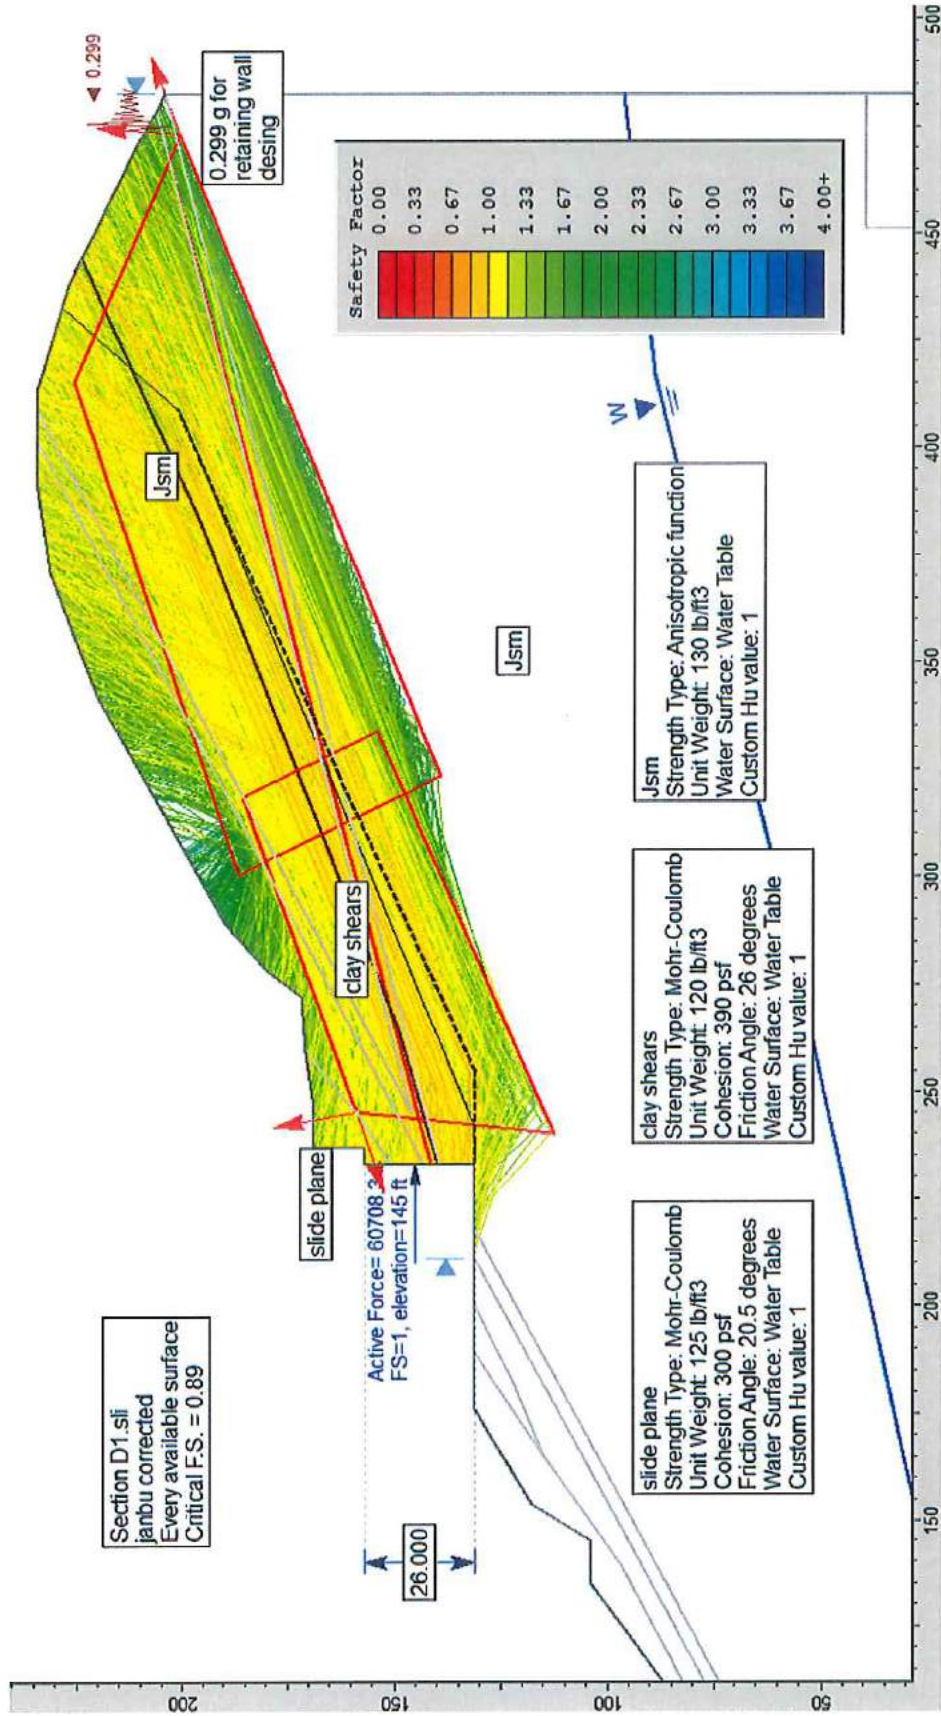 Section D1.sli
janbu corrected
Every available surface
Critical F.S. = 0.89
0.299
0.299 g for
retaining wall
desing
Jsm
clay shears
slide plane
Active Force= 60708.3
FS=1, elevation=145 ft
26.000
Safety Factor
0.00
0.33
0.67
1.00
1.33
1.67
2.00
2.33
2.67
3.00
3.33
3.67
4.00+
W
Jsm
slide plane
Strength Type: Mohr-Coulomb
Unit Weight: 125 lb/ft3
Cohesion: 300 psf
Friction Angle: 20.5 degrees
Water Surface: Water Table
Custom Hu value: 1
clay shears
Strength Type: Mohr-Coulomb
Unit Weight: 120 lb/ft3
Cohesion: 390 psf
Friction Angle: 26 degrees
Water Surface: Water Table
Custom Hu value: 1
Jsm
Strength Type: Anisotropic function
Unit Weight: 130 lb/ft3
Water Surface: Water Table
Custom Hu value: 1
200
150
100
50
150
200
250
300
350
400
450
500